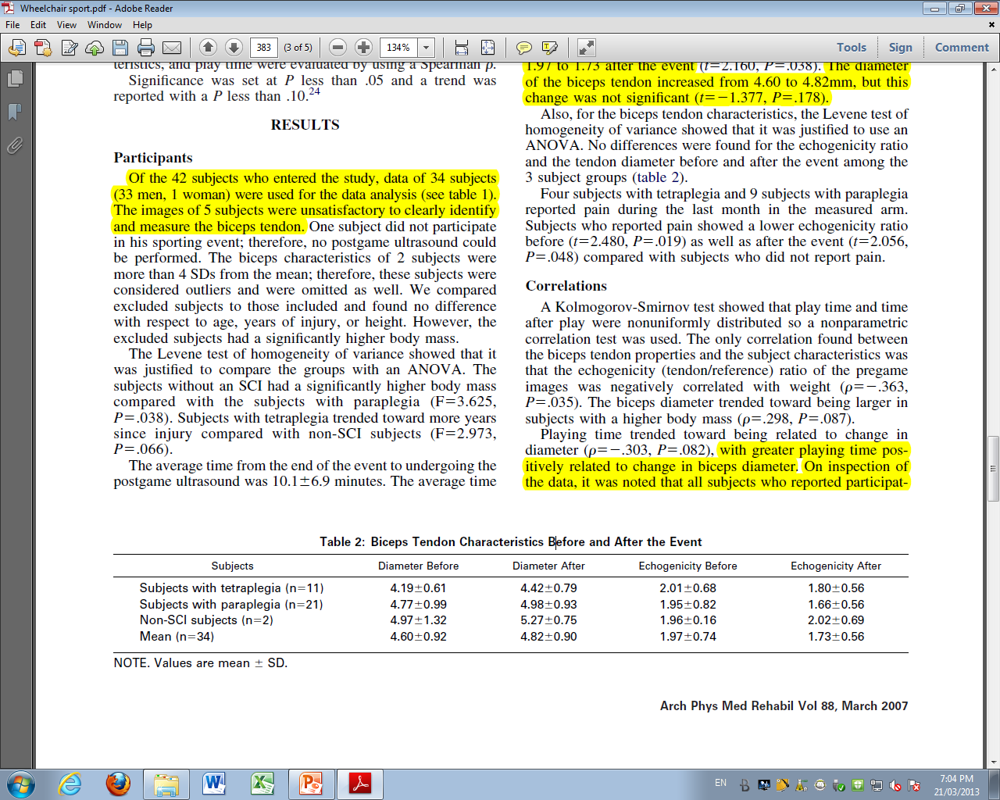 Wheelchair sport.pdf - Adobe Reader
File Edit View Window Help
383 (3 of 5) 134% Tools Sign Comment
teristics, and play time were evaluated by using a Spearman ρ.
Significance was set at P less than .05 and a trend was
reported with a P less than .10.24
RESULTS
Participants
Of the 42 subjects who entered the study, data of 34 subjects
(33 men, 1 woman) were used for the data analysis (see table 1).
The images of 5 subjects were unsatisfactory to clearly identify
and measure the biceps tendon. One subject did not participate
in his sporting event; therefore, no postgame ultrasound could
be performed. The biceps characteristics of 2 subjects were
more than 4 SDs from the mean; therefore, these subjects were
considered outliers and were omitted as well. We compared
excluded subjects to those included and found no difference
with respect to age, years of injury, or height. However, the
excluded subjects had a significantly higher body mass.
The Levene test of homogeneity of variance showed that it
was justified to compare the groups with an ANOVA. The
subjects without an SCI had a significantly higher body mass
compared with the subjects with paraplegia (F=3.625,
P=.038). Subjects with tetraplegia trended toward more years
since injury compared with non-SCI subjects (F=2.973,
P=.066).
The average time from the end of the event to undergoing the
postgame ultrasound was 10.1±6.9 minutes. The average time
1.97 to 1.73 after the event (t=2.160, P=.038). The diameter
of the biceps tendon increased from 4.60 to 4.82mm, but this
change was not significant (t=−1.377, P=.178).
Also, for the biceps tendon characteristics, the Levene test of
homogeneity of variance showed that it was justified to use an
ANOVA. No differences were found for the echogenicity ratio
and the tendon diameter before and after the event among the
3 subject groups (table 2).
Four subjects with tetraplegia and 9 subjects with paraplegia
reported pain during the last month in the measured arm.
Subjects who reported pain showed a lower echogenicity ratio
before (t=2.480, P=.019) as well as after the event (t=2.056,
P=.048) compared with subjects who did not report pain.
Correlations
A Kolmogorov-Smirnov test showed that play time and time
after play were nonuniformly distributed so a nonparametric
correlation test was used. The only correlation found between
the biceps tendon properties and the subject characteristics was
that the echogenicity (tendon/reference) ratio of the pregame
images was negatively correlated with weight (ρ=−.363,
P=.035). The biceps diameter trended toward being larger in
subjects with a higher body mass (ρ=.298, P=.087).
Playing time trended toward being related to change in
diameter (ρ=−.303, P=.082), with greater playing time pos-
itively related to change in biceps diameter. On inspection of
the data, it was noted that all subjects who reported participat-
Table 2: Biceps Tendon Characteristics Before and After the Event
Subjects Diameter Before Diameter After Echogenicity Before Echogenicity After
Subjects with tetraplegia (n=11) 4.19±0.61 4.42±0.79 2.01±0.68 1.80±0.56
Subjects with paraplegia (n=21) 4.77±0.99 4.98±0.93 1.95±0.82 1.66±0.56
Non-SCI subjects (n=2) 4.97±1.32 5.27±0.75 1.96±0.16 2.02±0.69
Mean (n=34) 4.60±0.92 4.82±0.90 1.97±0.74 1.73±0.56
NOTE. Values are mean ± SD.
Arch Phys Med Rehabil Vol 88, March 2007
EN 7:04 PM
21/03/2013